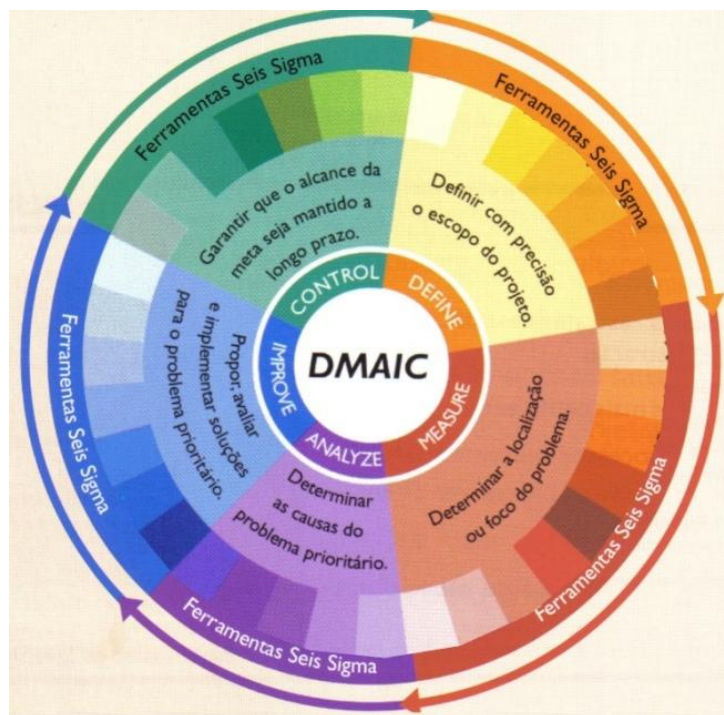 DMAIC
DEFINE
MEASURE
ANALYZE
IMPROVE
CONTROL
Definir com precisão
o escopo do projeto.
Ferramentas Seis Sigma
Determinar a localização
ou foco do problema.
Ferramentas Seis Sigma
Determinar
as causas do
problema prioritário.
Ferramentas Seis Sigma
Propor, avaliar
e implementar soluções
para o problema prioritário.
Ferramentas Seis Sigma
Garantir que o alcance da
meta seja mantido a
longo prazo.
Ferramentas Seis Sigma